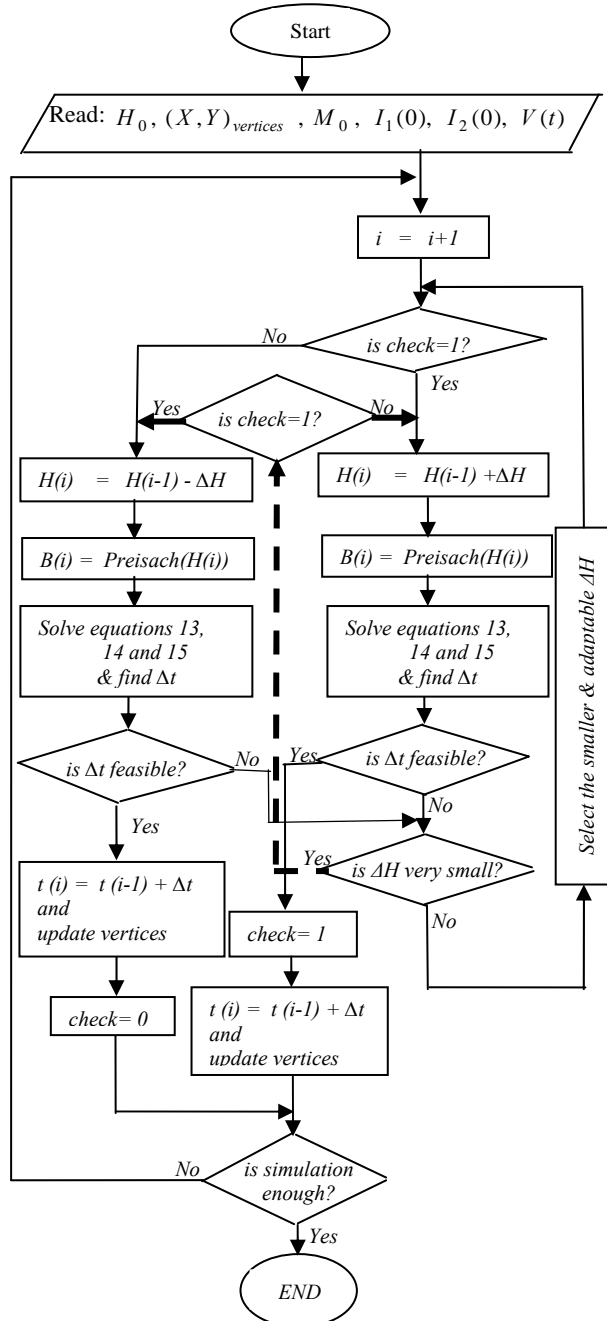 Start
Read: H₀, (X,Y)vertices , M₀, I₁(0), I₂(0), V(t)
i = i+1
No
is check=1?
Yes
Yes
is check=1?
No
H(i) = H(i-1) - ΔH
H(i) = H(i-1) +ΔH
B(i) = Preisach(H(i))
B(i) = Preisach(H(i))
Solve equations 13,
14 and 15
& find Δt
Solve equations 13,
14 and 15
& find Δt
Select the smaller & adaptable ΔH
is Δt feasible?
No
Yes
is Δt feasible?
Yes
No
Yes
is ΔH very small?
No
t (i) = t (i-1) + Δt
and
update vertices
check= 1
check= 0
t (i) = t (i-1) + Δt
and
update vertices
No
is simulation
enough?
Yes
END